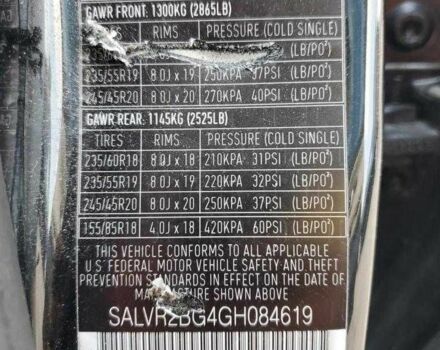 GAWR FRONT: 1300KG (2865LB)
TIRES RIMS PRESSURE (COLD SINGLE)
(LB/PO²)
235/55R19 8.0J x 19 250KPA 37PSI (LB/PO²)
245/45R20 8.0J x 20 270KPA 40PSI (LB/PO²)
GAWR REAR: 1145KG (2525LB)
TIRES RIMS PRESSURE (COLD SINGLE)
235/60R18 8.0J x 18 210KPA 31PSI (LB/PO²)
235/55R19 8.0J x 19 220KPA 32PSI (LB/PO²)
245/45R20 8.0J x 20 250KPA 37PSI (LB/PO²)
155/85R18 4.0J x 18 420KPA 60PSI (LB/PO²)
THIS VEHICLE CONFORMS TO ALL APPLICABLE
U.S. FEDERAL MOTOR VEHICLE SAFETY AND THEFT
PREVENTION STANDARDS IN EFFECT ON THE DATE OF
MANUFACTURE SHOWN ABOVE.
SALVR2BG4GH084619